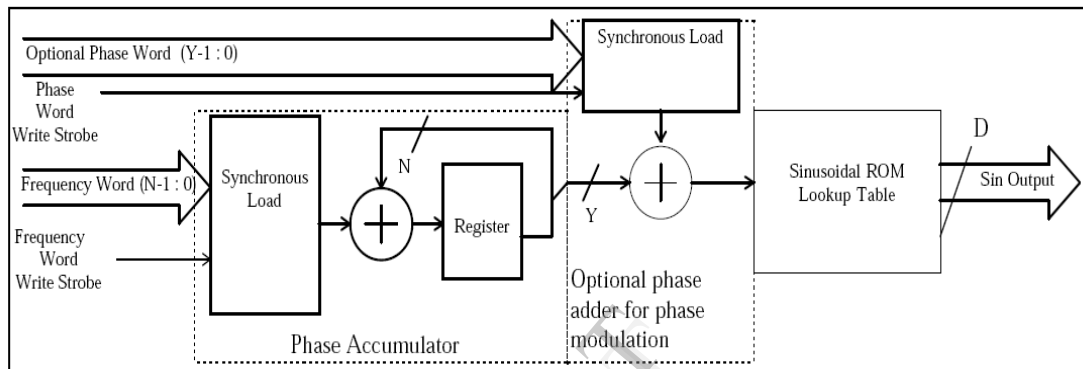 Optional Phase Word (Y-1 : 0)
Synchronous Load
Phase
Word
Write Strobe
N
D
Frequency Word (N-1 : 0)
Synchronous
Load
Register
Y
Sinusoidal ROM
Lookup Table
Sin Output
Frequency
Word
Write Strobe
Optional phase
adder for phase
modulation
Phase Accumulator
T